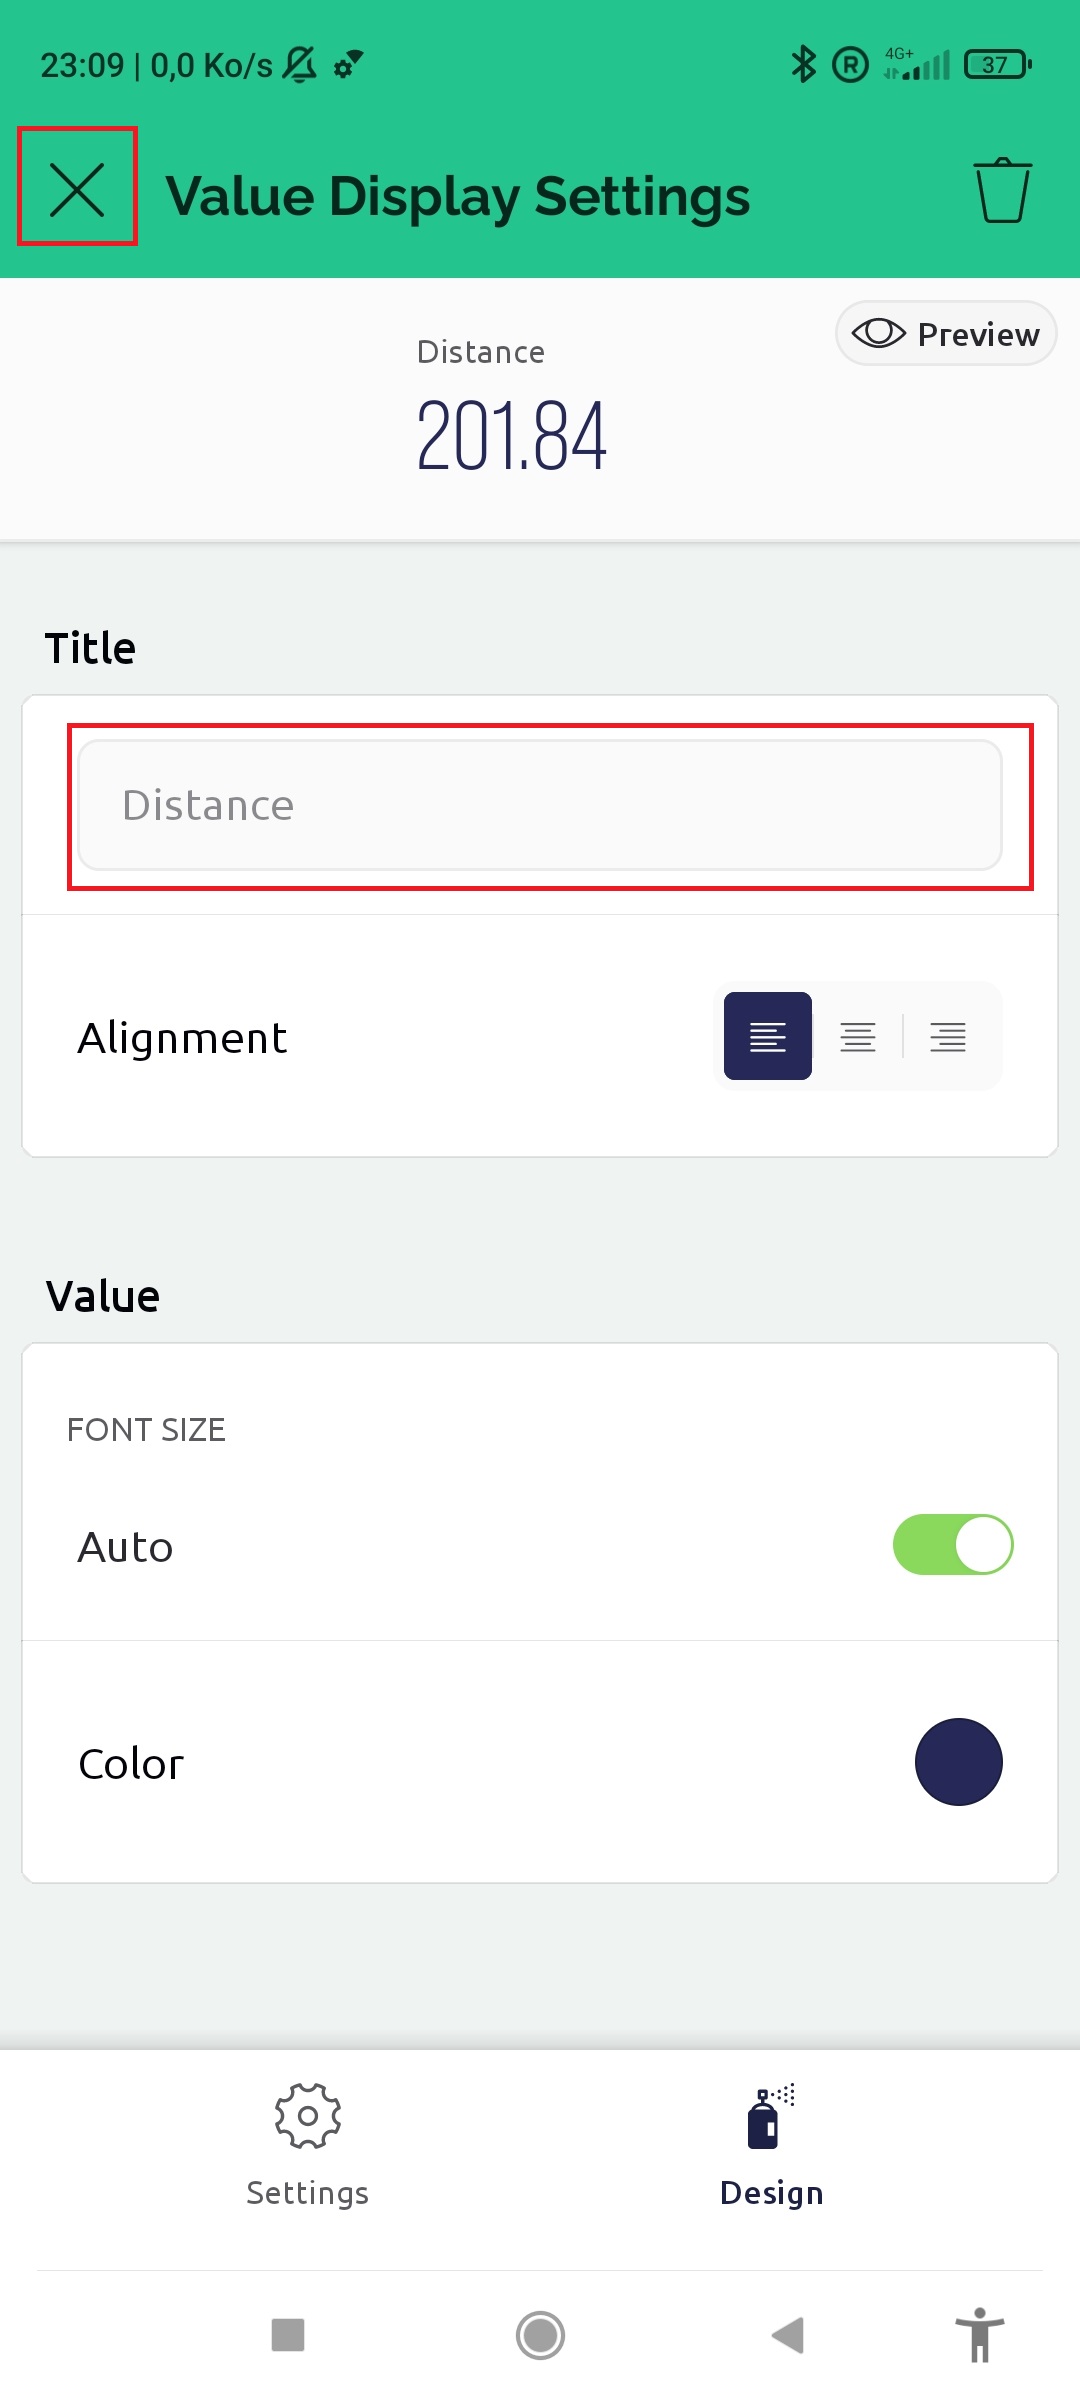 23:09 | 0,0 Ko/s
R 4G+ 37
Value Display Settings
Preview
Distance
201.84
Title
Distance
Alignment
Value
FONT SIZE
Auto
Color
Settings
Design